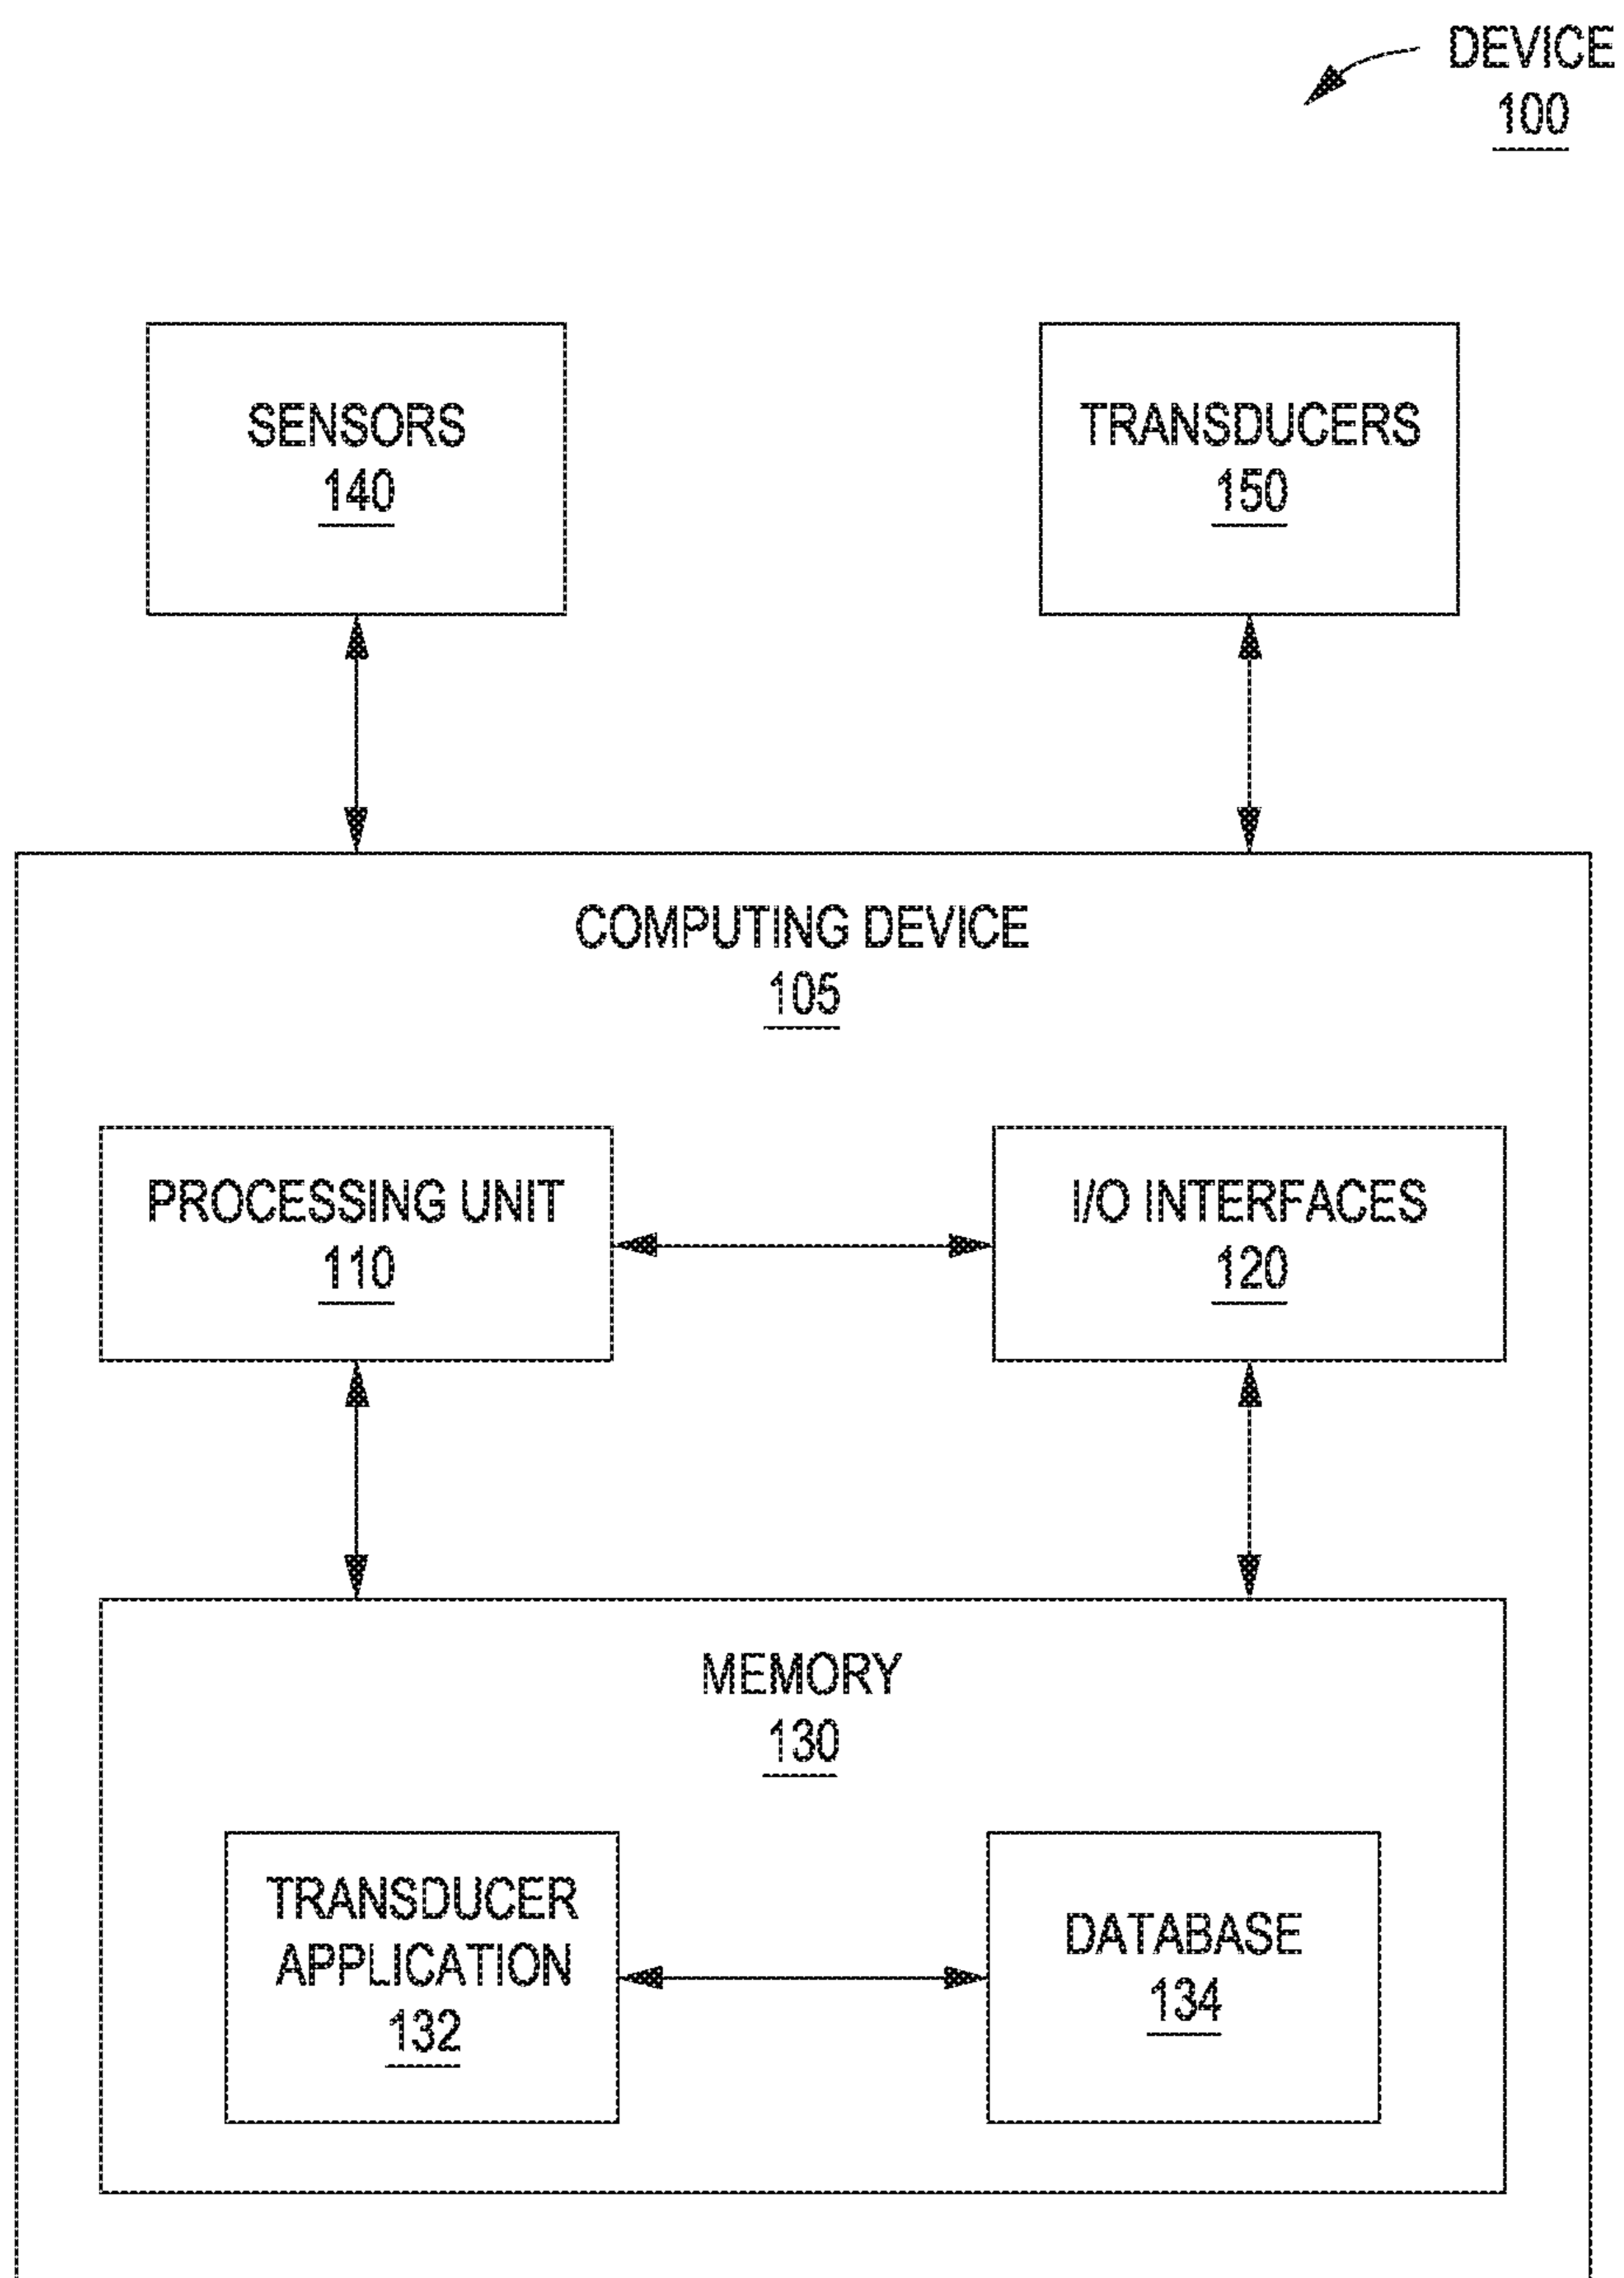 DEVICE
100
SENSORS
140
TRANSDUCERS
150
COMPUTING DEVICE
105
PROCESSING UNIT
110
I/O INTERFACES
120
MEMORY
130
TRANSDUCER
APPLICATION
132
DATABASE
134